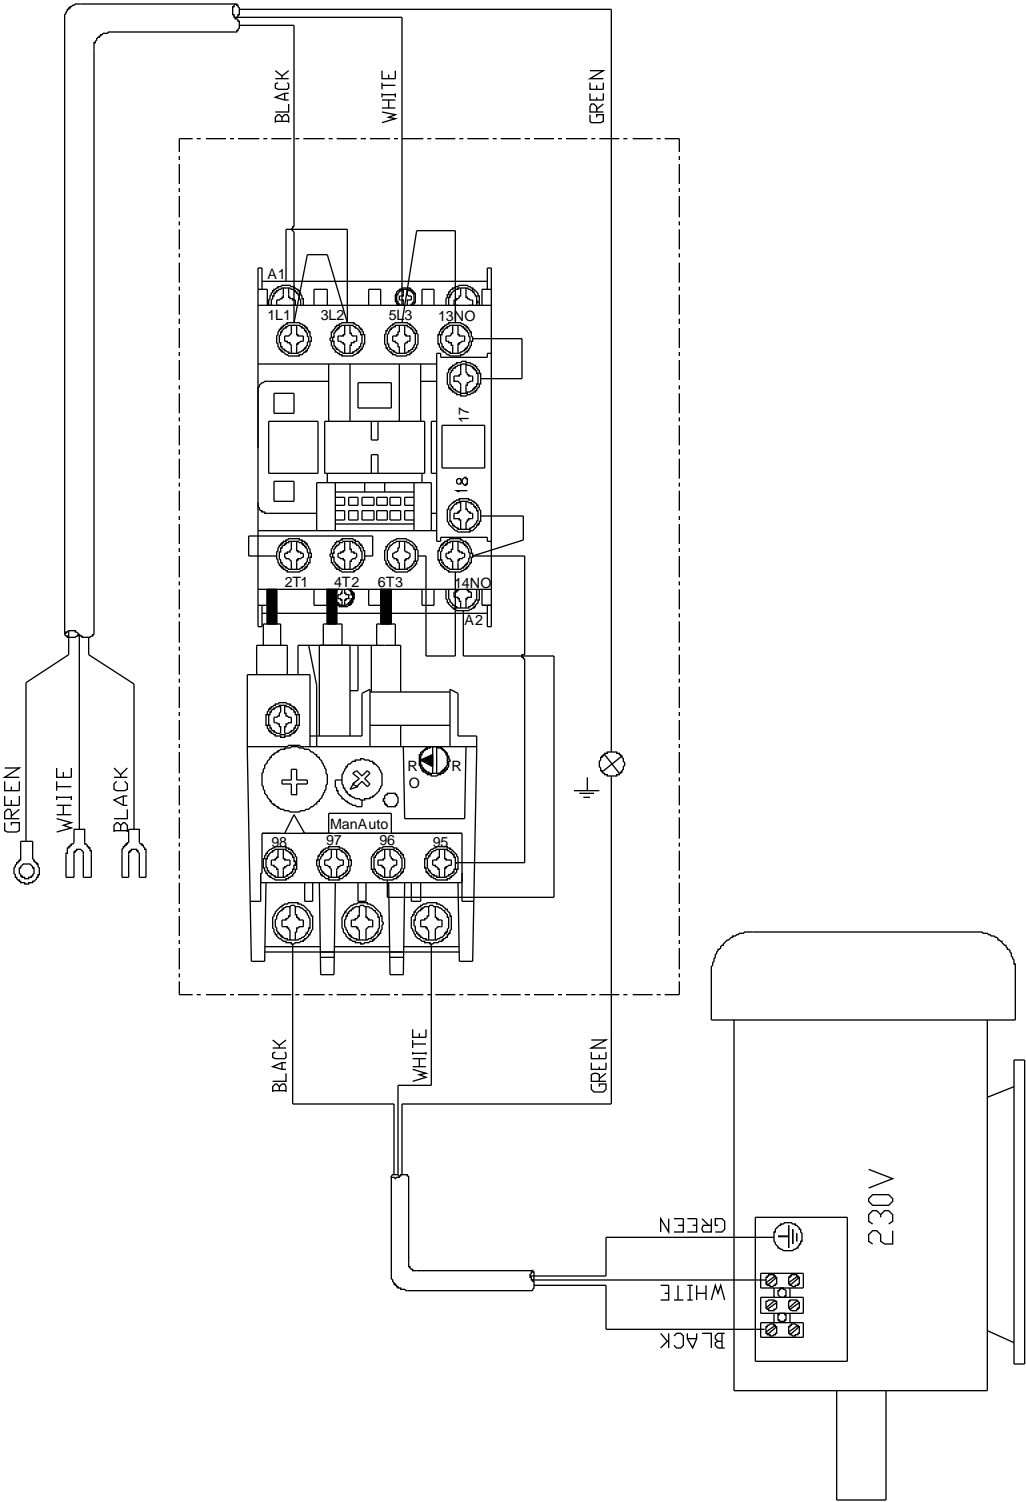 BLACK
WHITE
GREEN
A1
1L1 3L2 5L3 13NO
17
18
2T1 4T2 6T3 14NO
A2
GREEN
WHITE
BLACK
R R
O
ManAuto
98 97 96 95
BLACK
WHITE
GREEN
230V
GREEN
WHITE
BLACK